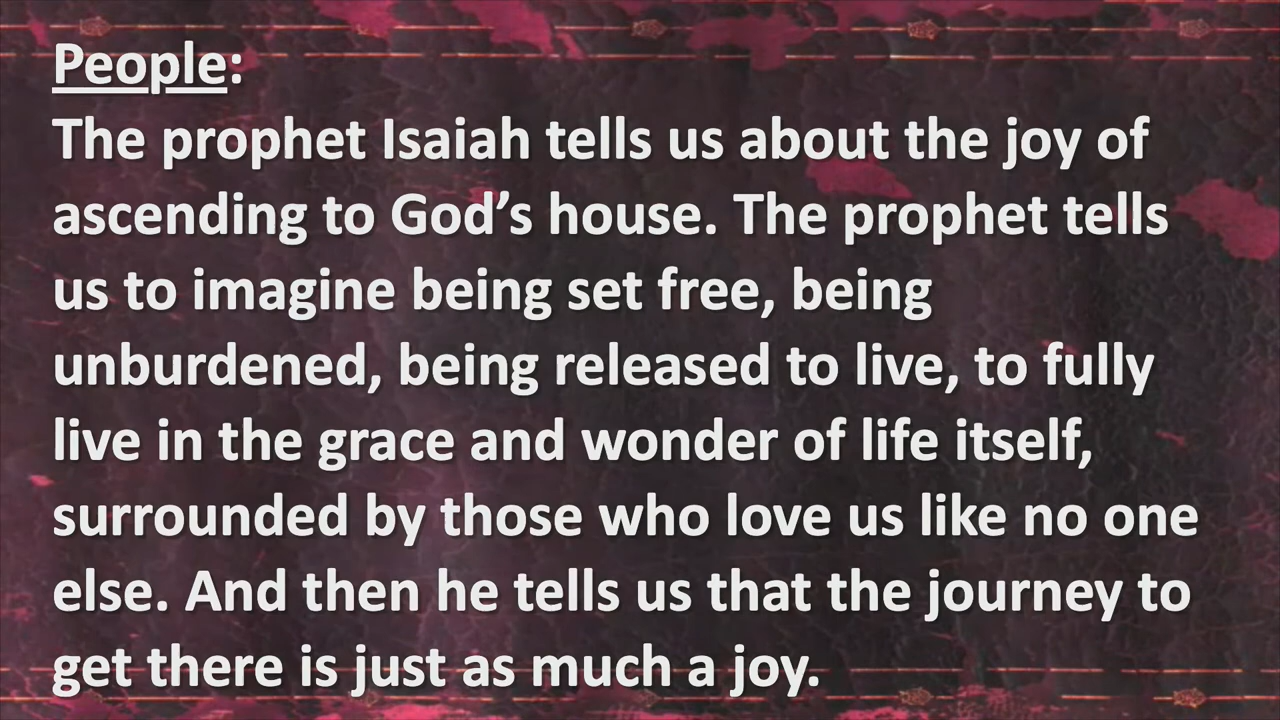 People:
The prophet Isaiah tells us about the joy of
ascending to God’s house. The prophet tells
us to imagine being set free, being
unburdened, being released to live, to fully
live in the grace and wonder of life itself,
surrounded by those who love us like no one
else. And then he tells us that the journey to
get there is just as much a joy.